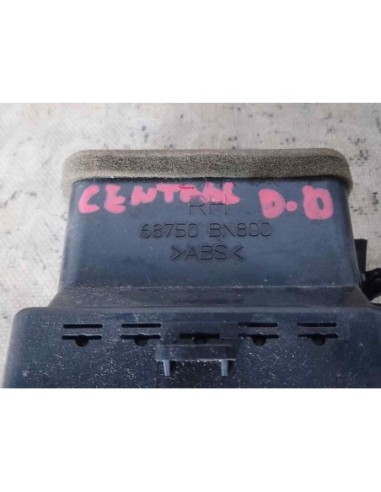 CENTRAL D.D
RH
68750 BN800
>ABS<